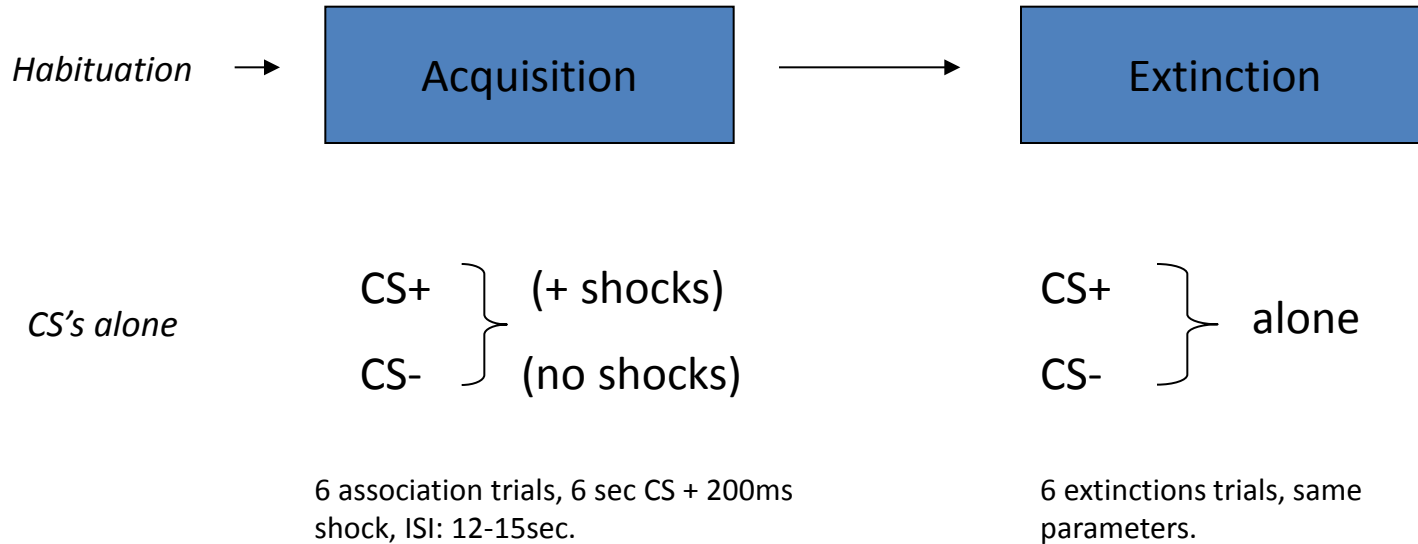 Habituation
Acquisition
Extinction
CS's alone
CS+ (+ shocks)
CS- (no shocks)
CS+
CS-
alone
6 association trials, 6 sec CS + 200ms
shock, ISI: 12-15sec.
6 extinctions trials, same
parameters.